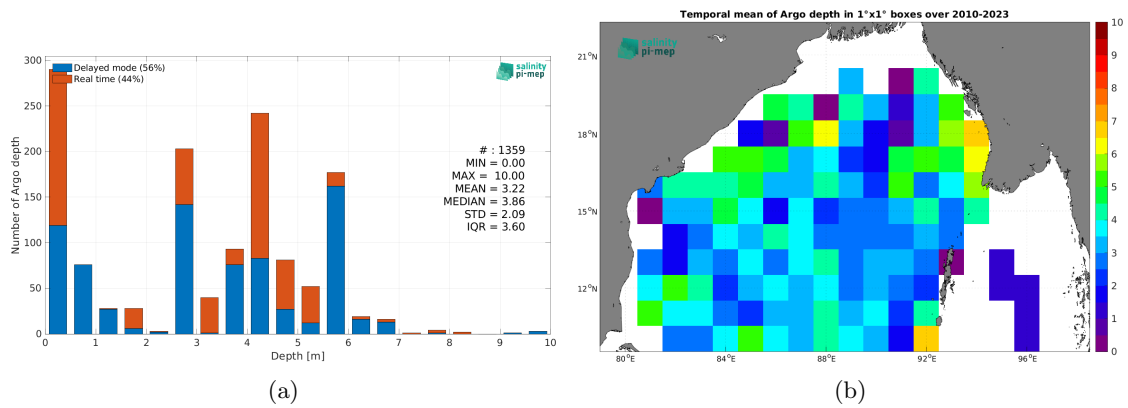 300
250
200
150
100
50
0
Number of Argo depth
Delayed mode (56%)
Real time (44%)
salinity
pi-mep
# : 1359
MIN = 0.00
MAX = 10.00
MEAN = 3.22
MEDIAN = 3.86
STD = 2.09
IQR = 3.60
0 1 2 3 4 5 6 7 8 9 10
Depth [m]
(a)
Temporal mean of Argo depth in 1°x1° boxes over 2010-2023
salinity
pi-mep
21°N
18°N
15°N
12°N
80°E 84°E 88°E 92°E 96°E
10
9
8
7
6
5
4
3
2
1
0
(b)